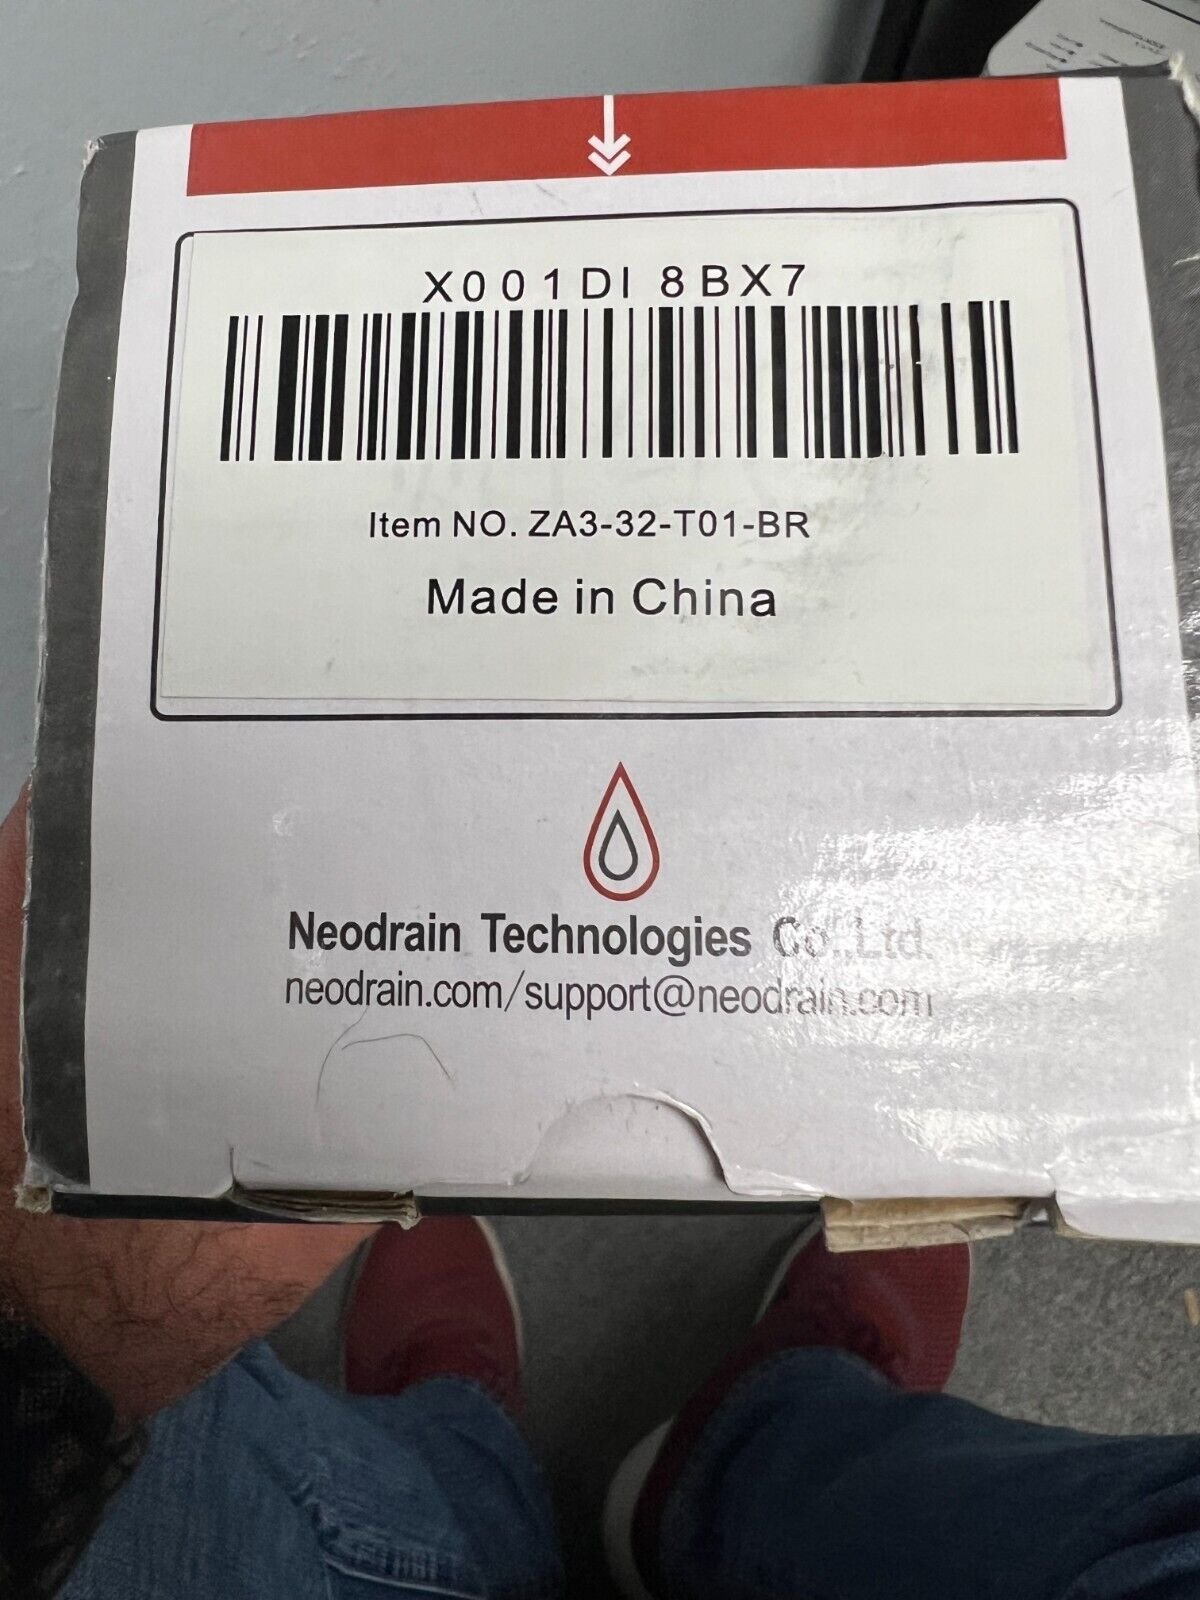 X001DI 8BX7
Item NO. ZA3-32-T01-BR
Made in China
Neodrain Technologies Co.,Ltd.
neodrain.com/support@neodrain.com